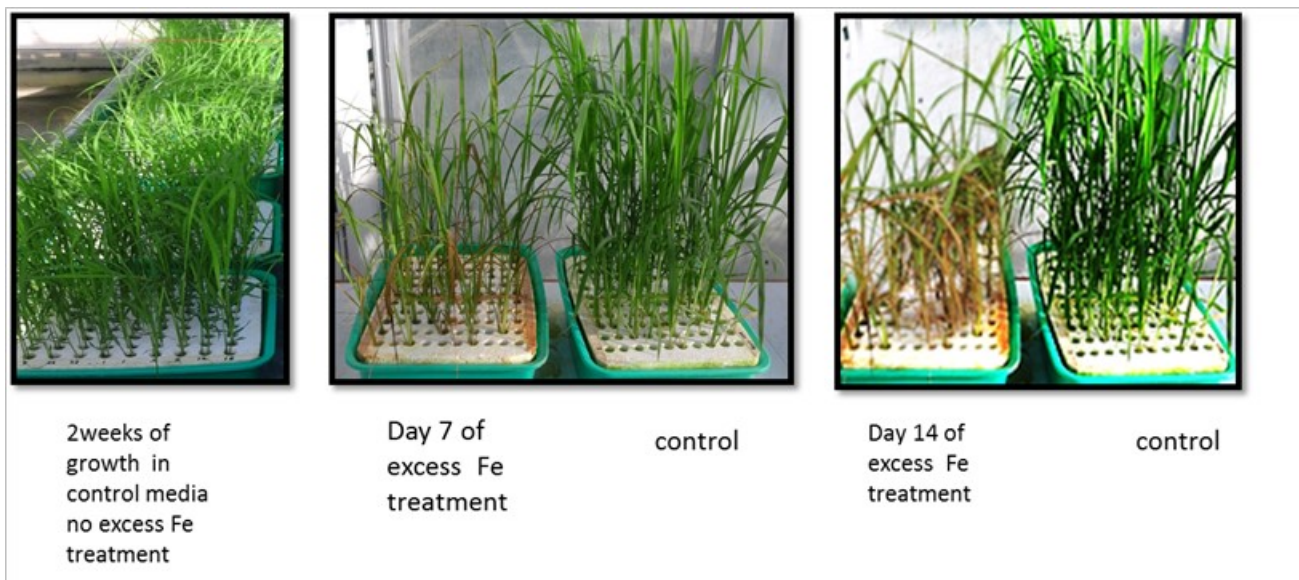 2weeks of
growth in
control media
no excess Fe
treatment
Day 7 of
excess Fe
treatment
control
Day 14 of
excess Fe
treatment
control